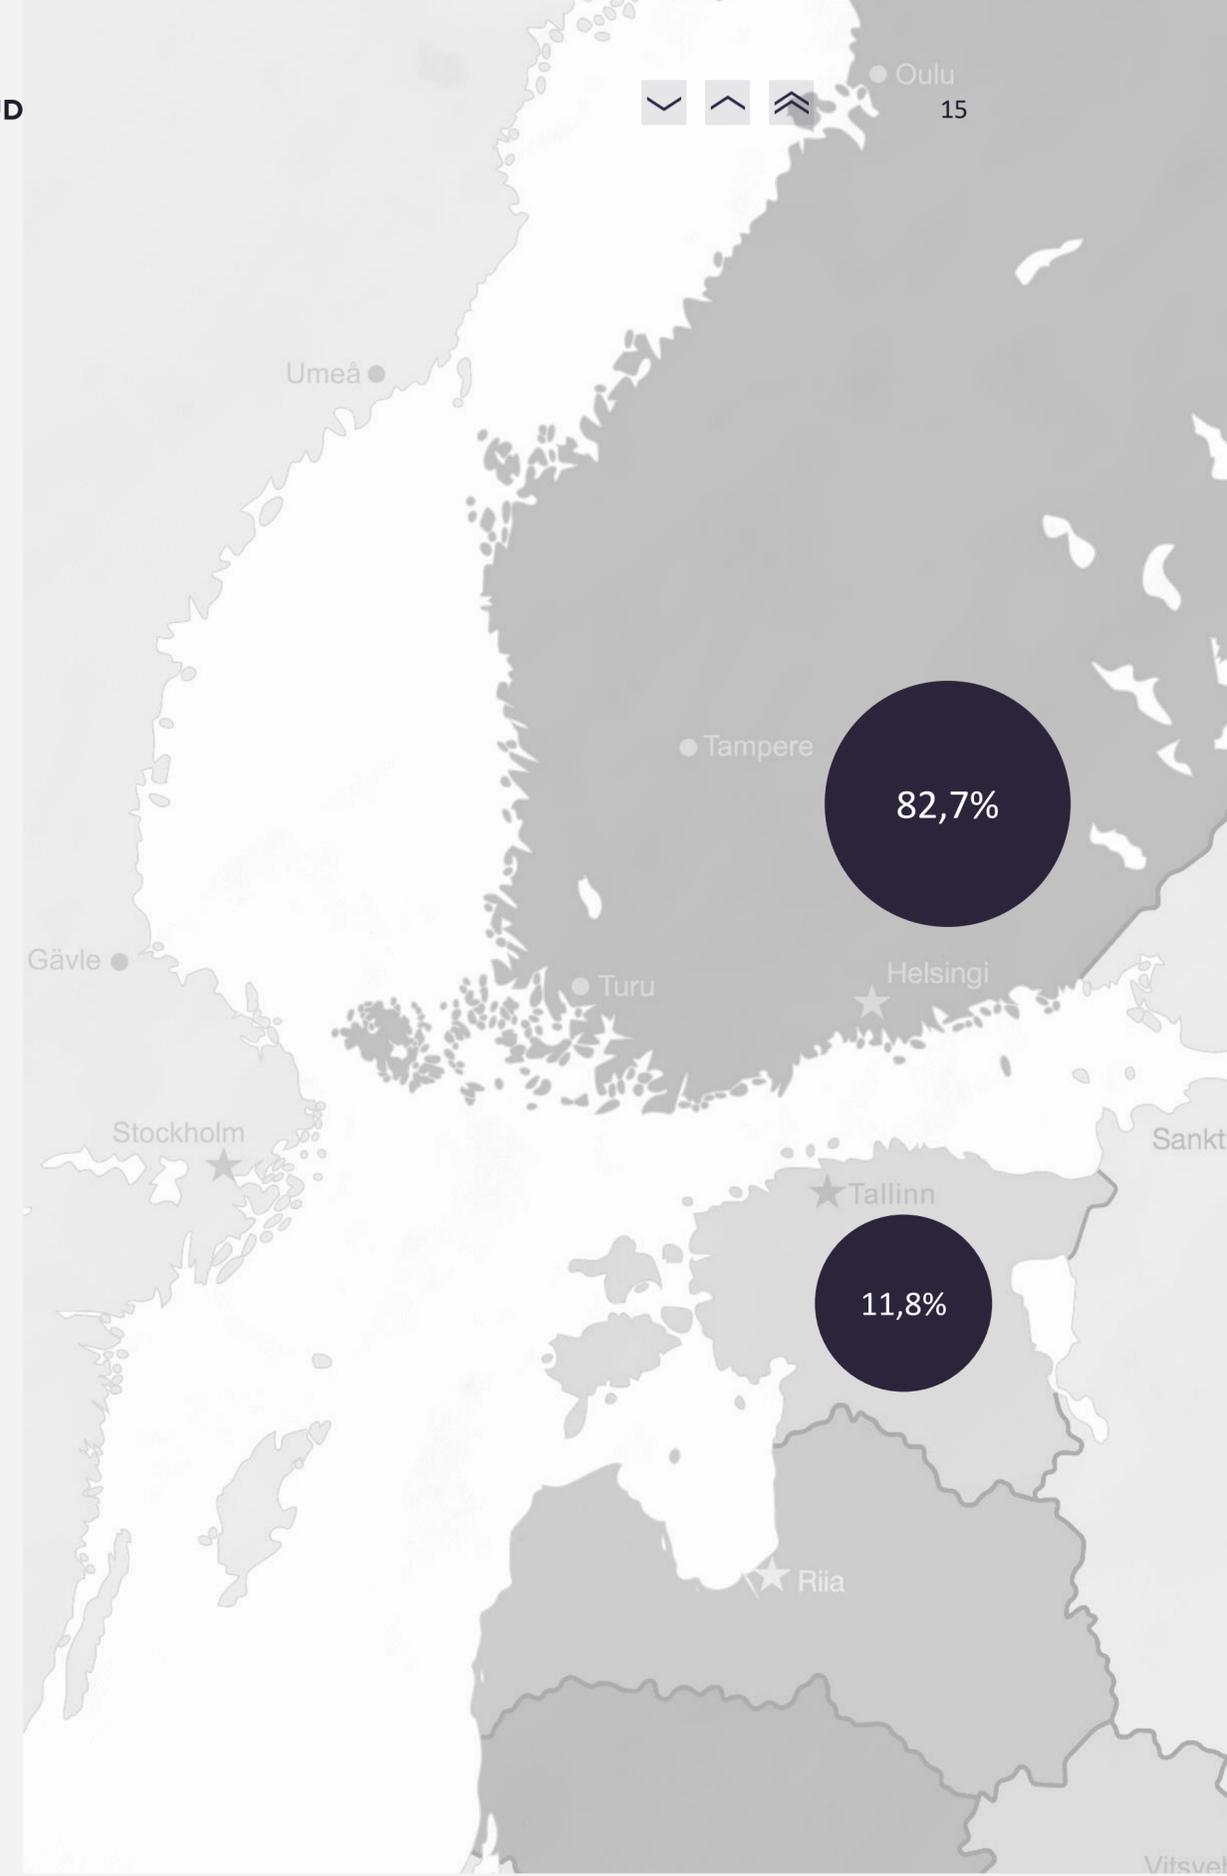 Oulu
D
15
Umeå
Tampere
82,7%
Gävle
Helsingi
Turu
Stockholm
Sankt
Tallinn
11,8%
Riia